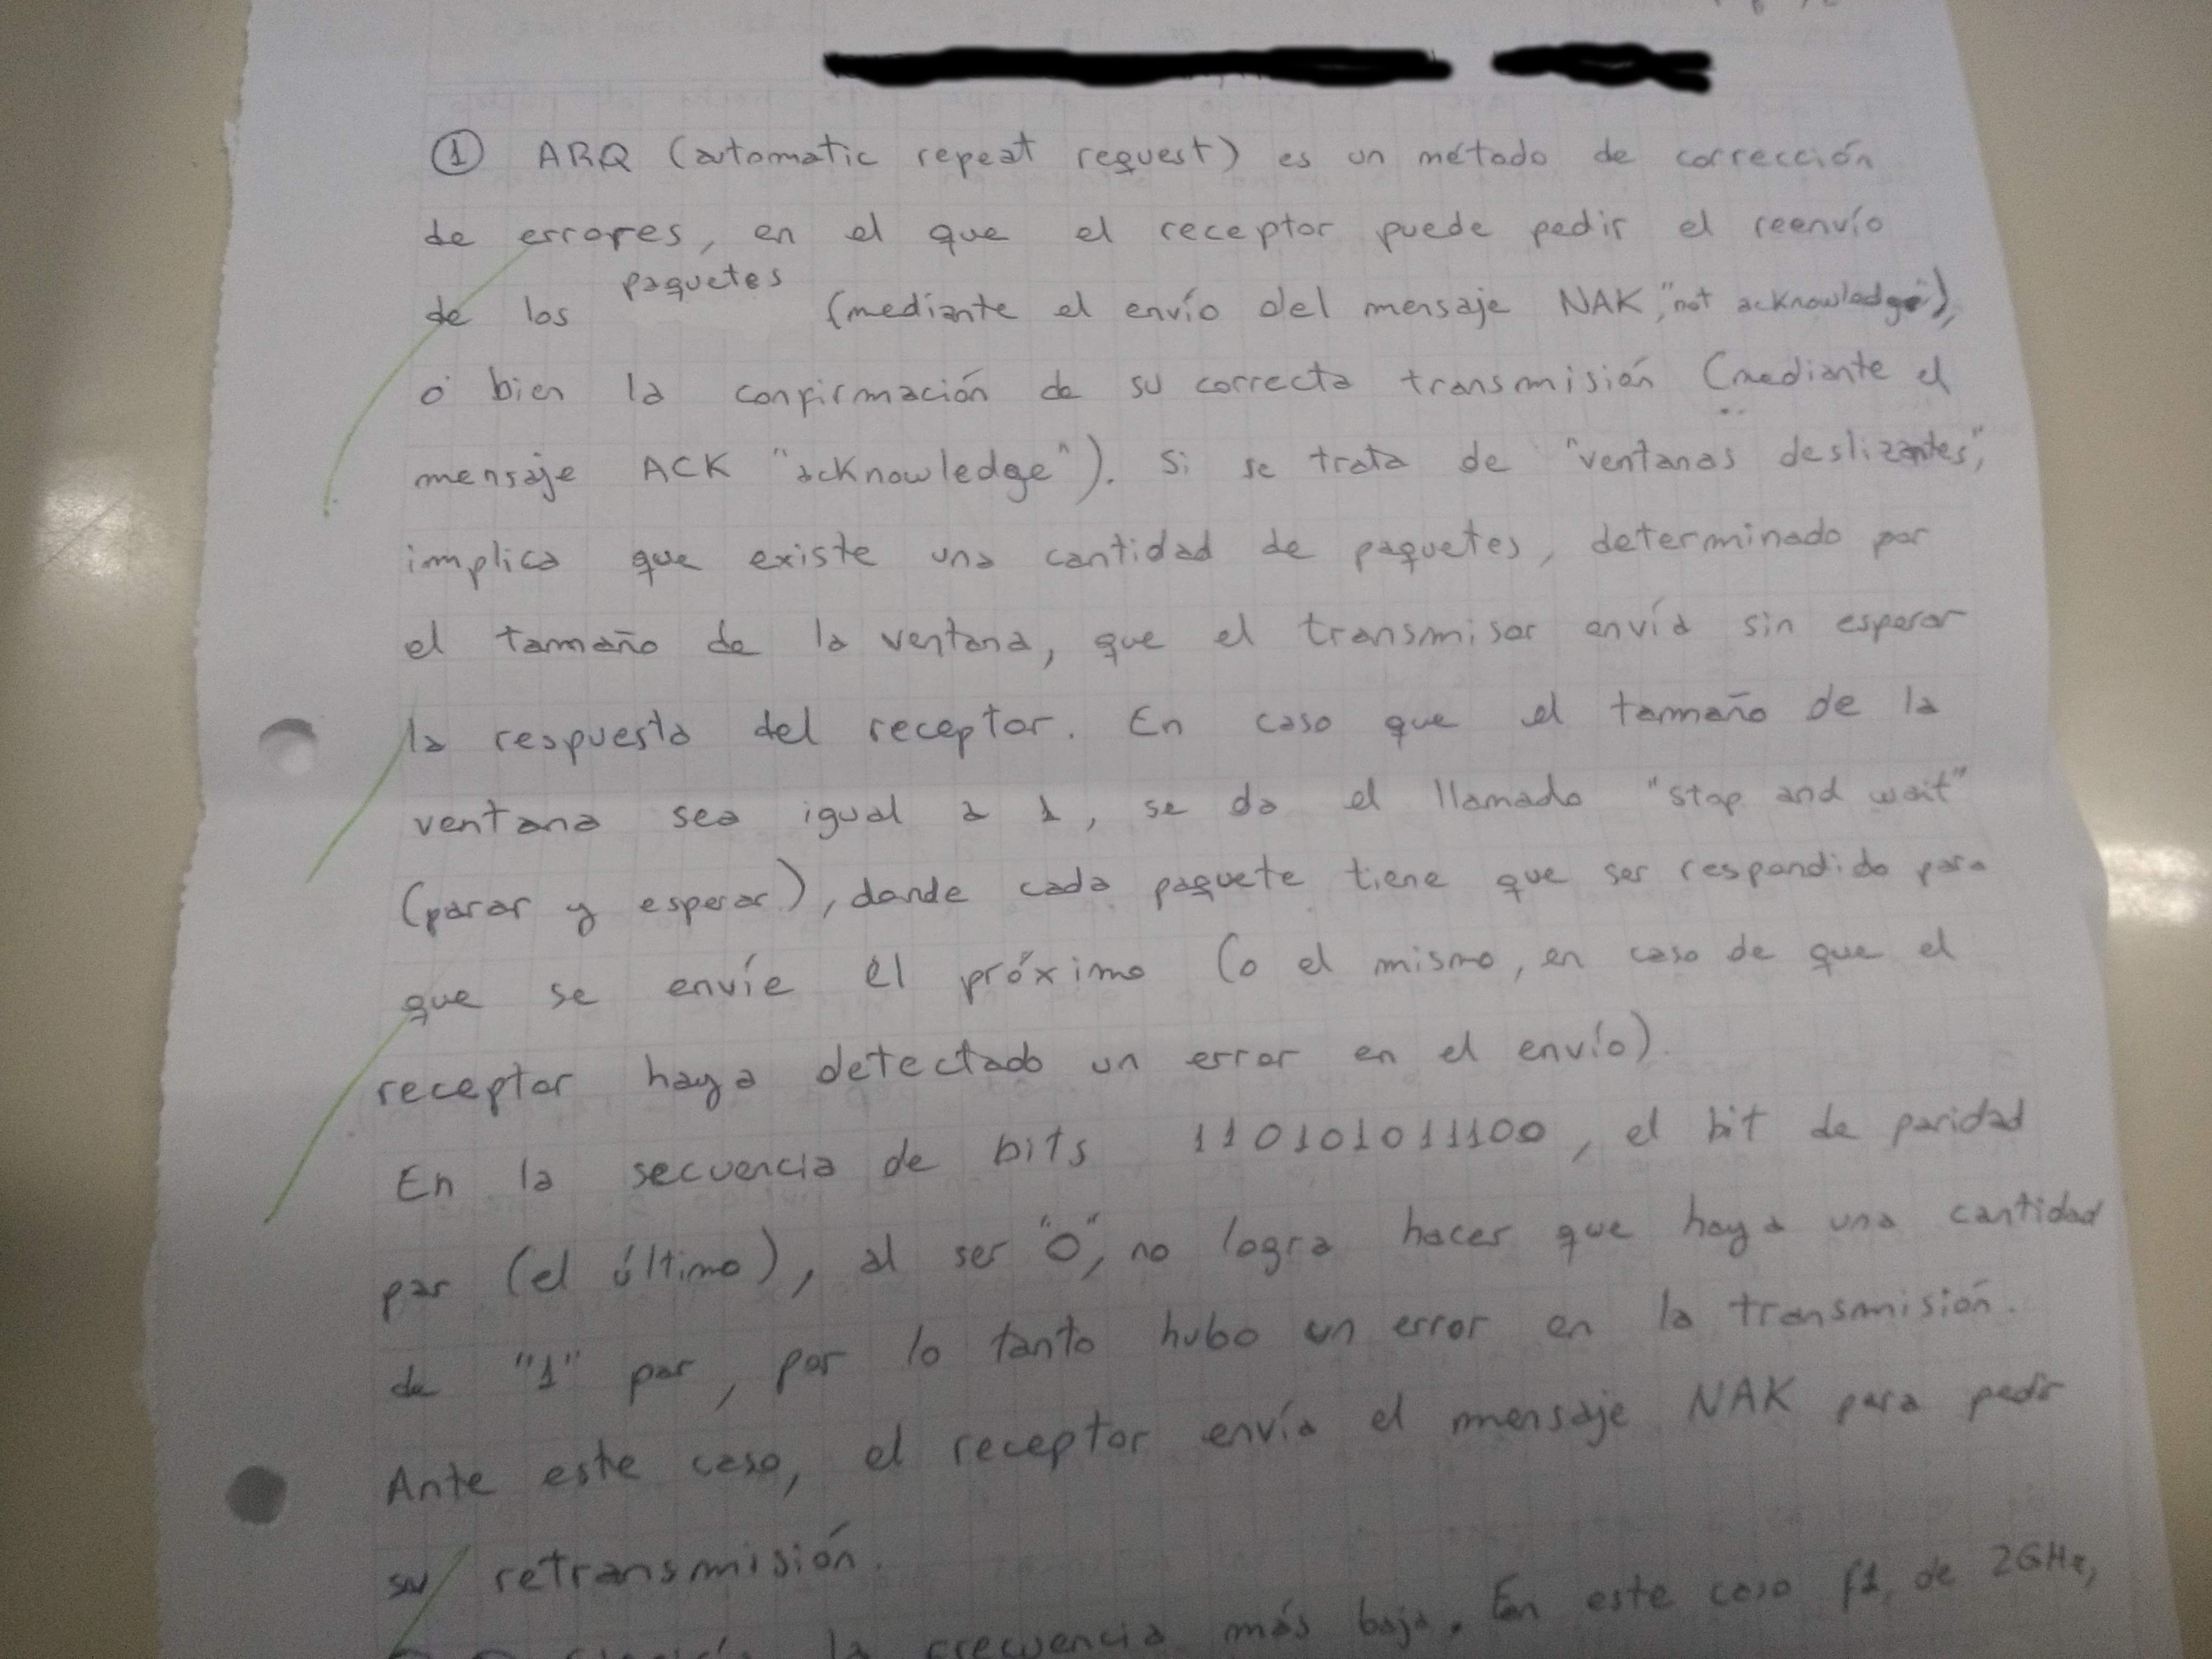 ① ARQ (automatic repeat request) es un método de corrección
de errores, en el que el receptor puede pedir el reenvío
de los paquetes (mediante el envío del mensaje NAK, "not acknowledge"),
o bien la confirmación de su correcta transmisión (mediante el
mensaje ACK "acknowledge"). Si se trata de "ventanas deslizantes",
implica que existe una cantidad de paquetes, determinado por
el tamaño de la ventana, que el transmisor envía sin esperar
la respuesta del receptor. En caso que el tamaño de la
ventana sea igual a 1, se da el llamado "stop and wait"
(parar y esperar), donde cada paquete tiene que ser respondido para
que se envíe el próximo (o el mismo, en caso de que el
receptor haya detectado un error en el envío).
En la secuencia de bits 110101011100, el bit de paridad
par (el último), al ser "0", no logra hacer que haya una cantidad
de "1" par, por lo tanto hubo un error en la transmisión.
Ante este caso, el receptor envía el mensaje NAK para pedir
su retransmisión.
la frecuencia más baja. En este caso f1, de 2GHz,